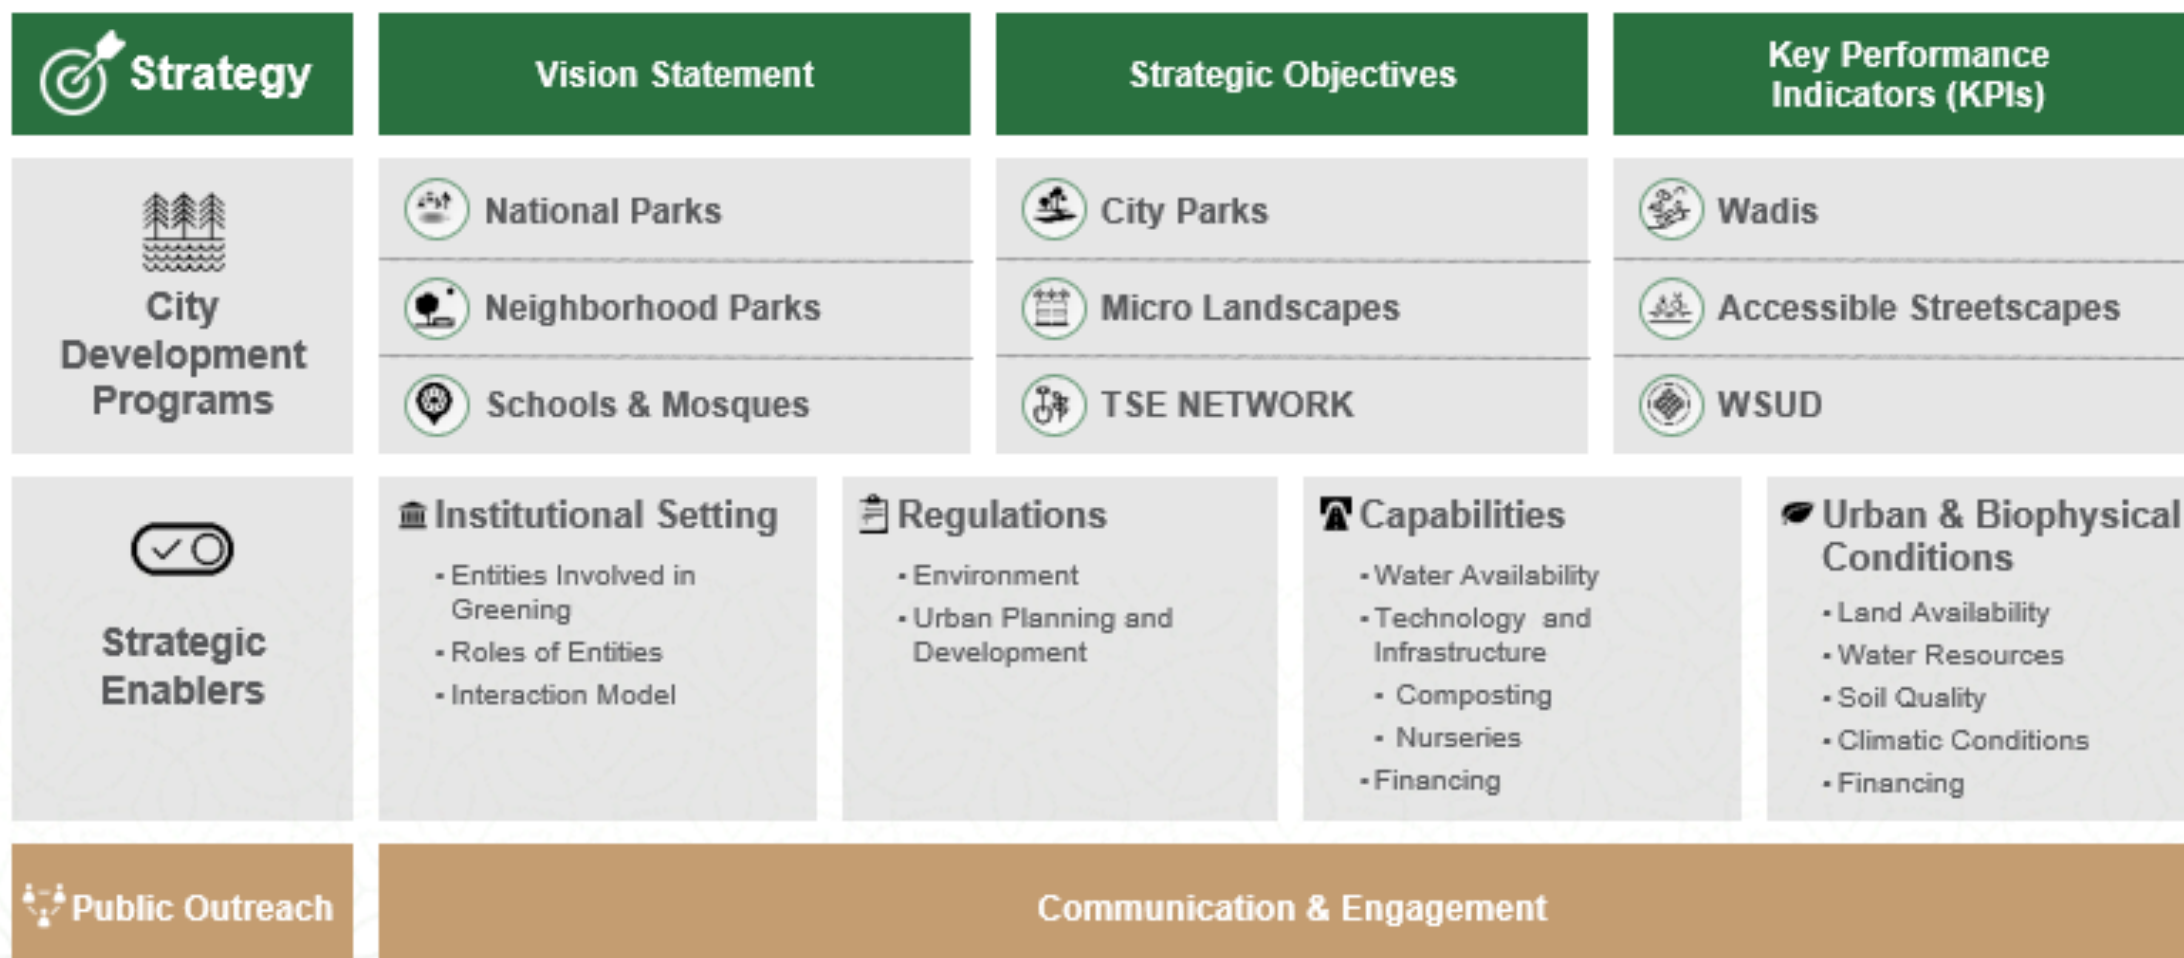 Strategy
Vision Statement
Strategic Objectives
Key Performance
Indicators (KPIs)
City
Development
Programs
National Parks
City Parks
Wadis
Neighborhood Parks
Micro Landscapes
Accessible Streetscapes
Schools & Mosques
TSE NETWORK
WSUD
Strategic
Enablers
Institutional Setting
▪ Entities Involved in
Greening
▪ Roles of Entities
▪ Interaction Model
Regulations
▪ Environment
▪ Urban Planning and
Development
Capabilities
▪ Water Availability
▪ Technology and
Infrastructure
▪ Composting
▪ Nurseries
▪ Financing
Urban & Biophysical
Conditions
▪ Land Availability
▪ Water Resources
▪ Soil Quality
▪ Climatic Conditions
▪ Financing
Public Outreach
Communication & Engagement